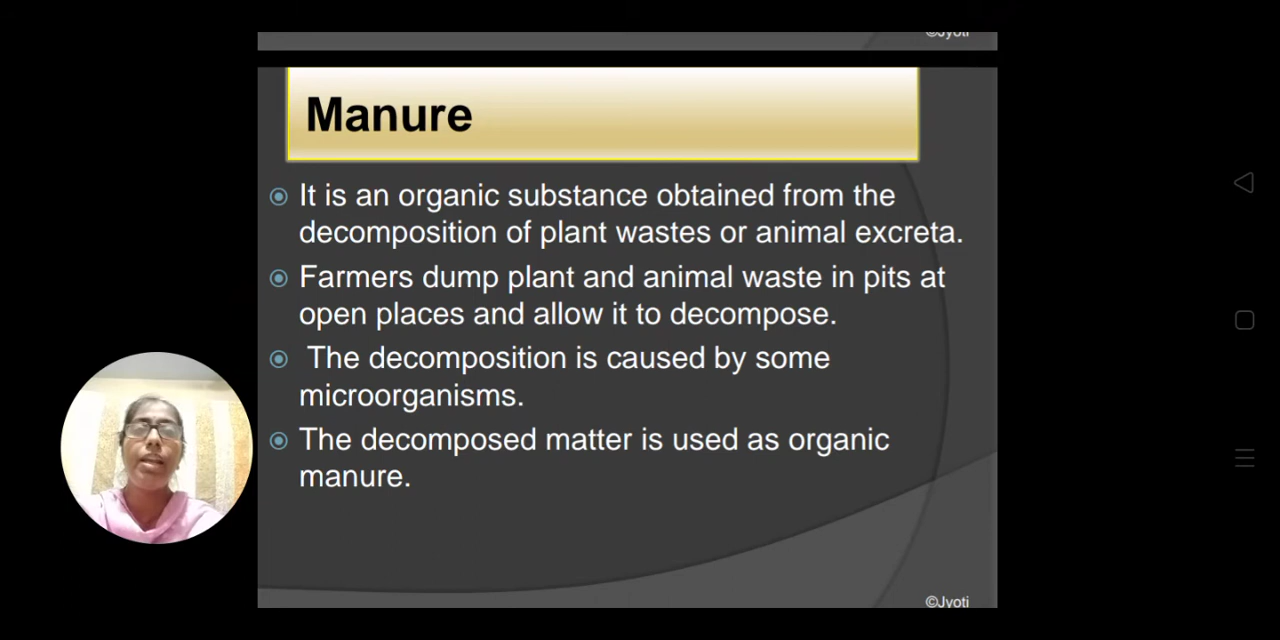 ©Jyoti
Manure
It is an organic substance obtained from the
decomposition of plant wastes or animal excreta.
Farmers dump plant and animal waste in pits at
open places and allow it to decompose.
The decomposition is caused by some
microorganisms.
The decomposed matter is used as organic
manure.
©Jyoti